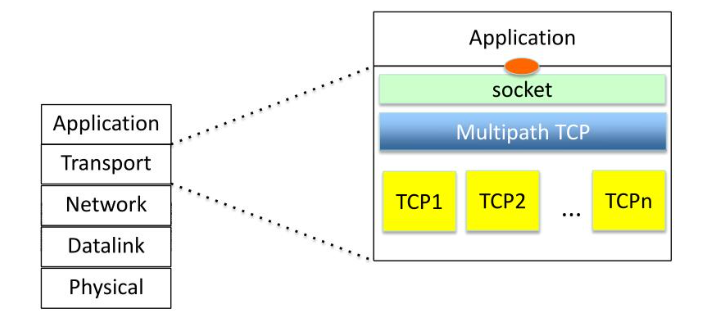 Application
Transport
Network
Datalink
Physical
Application
socket
Multipath TCP
TCP1 TCP2 ... TCPn